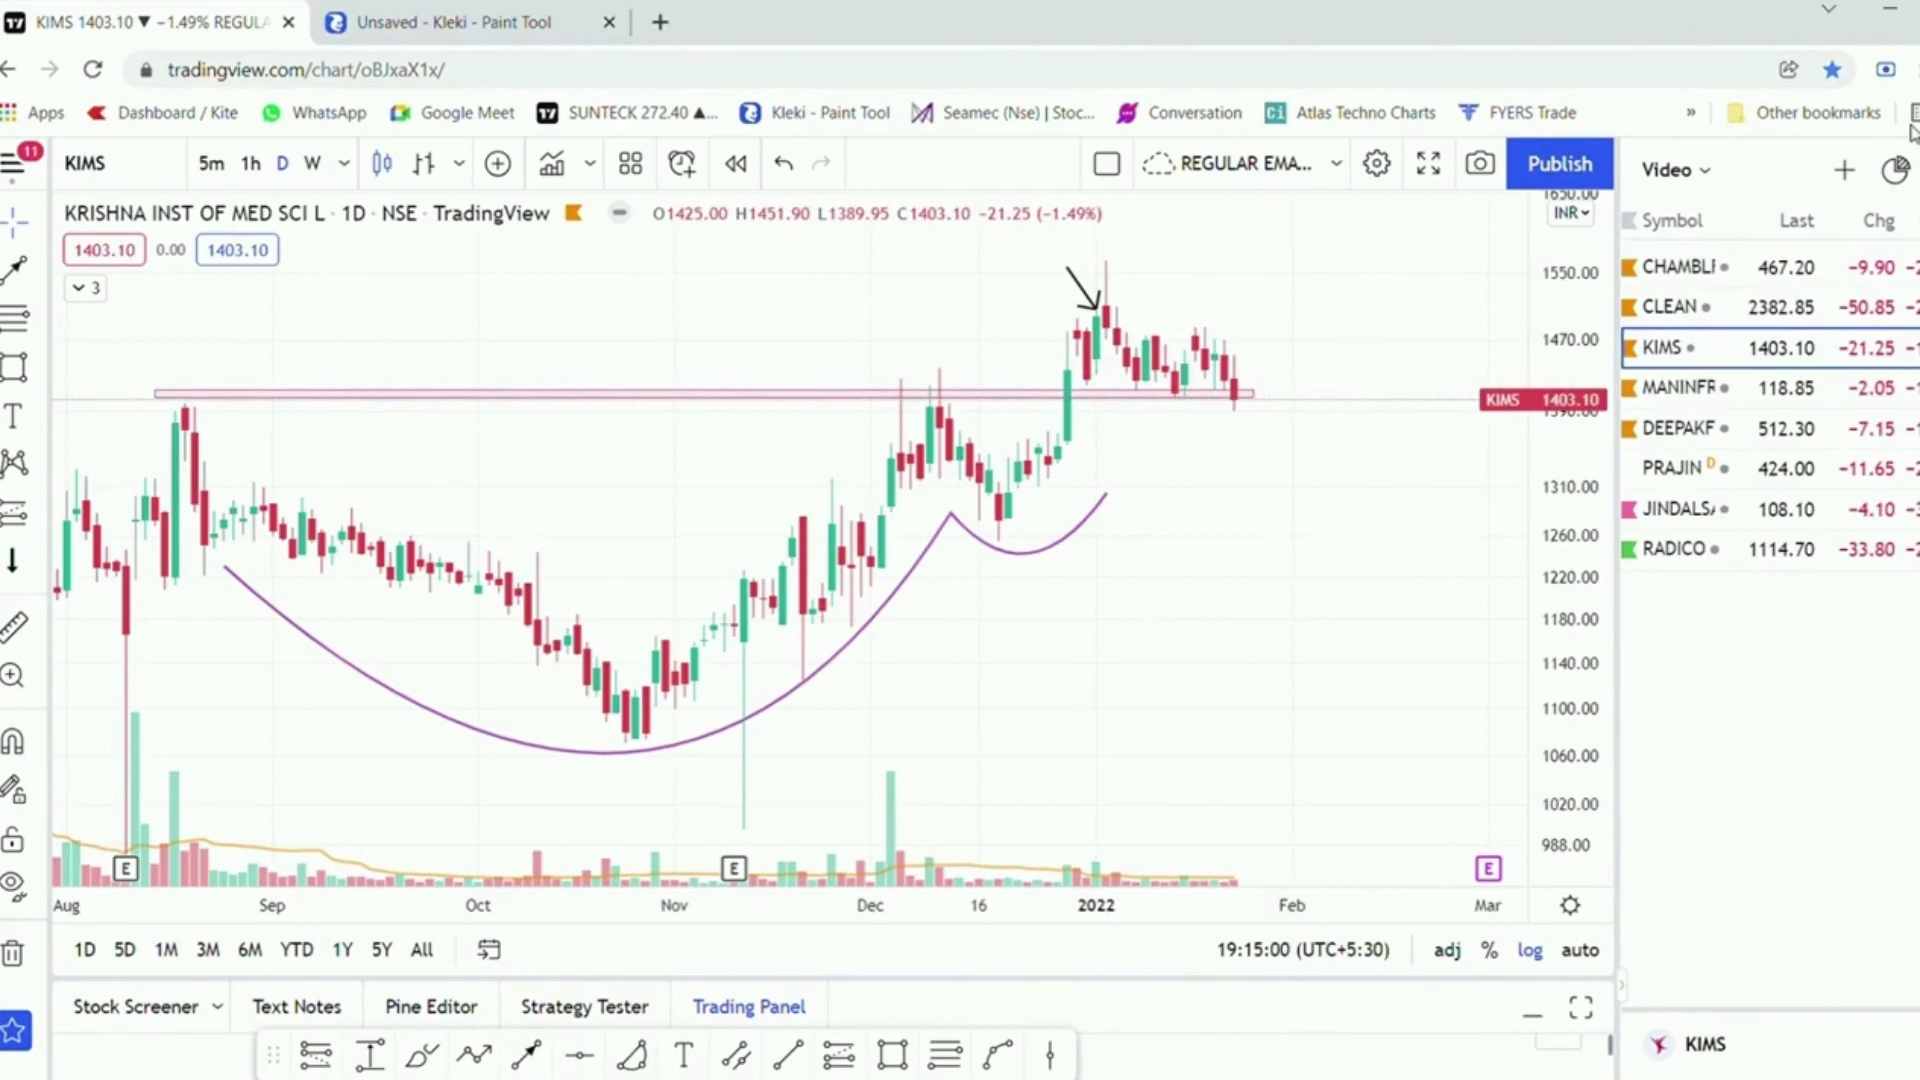 KIMS 1403.10 ▼ −1.49% REGULA
Unsaved - Kleki - Paint Tool
tradingview.com/chart/oBJxaX1x/
Apps Dashboard / Kite WhatsApp Google Meet SUNTECK 272.40 ▲... Kleki - Paint Tool Seamec (Nse) | Stoc... Conversation Atlas Techno Charts FYERS Trade » Other bookmarks
11
KIMS 5m 1h D W REGULAR EMA... Publish
Video
KRISHNA INST OF MED SCI L · 1D · NSE · TradingView O1425.00 H1451.90 L1389.95 C1403.10 −21.25 (−1.49%)
1403.10 0.00 1403.10
3
1650.00
INR
1550.00
1470.00
KIMS 1403.10
1390.00
1310.00
1260.00
1220.00
1180.00
1140.00
1100.00
1060.00
1020.00
988.00
E E E
Aug Sep Oct Nov Dec 16 2022 Feb Mar
Symbol Last Chg
CHAMBLF 467.20 −9.90
CLEAN 2382.85 −50.85
KIMS 1403.10 −21.25
MANINFR 118.85 −2.05
DEEPAKF 512.30 −7.15
PRAJIN D 424.00 −11.65
JINDALSA 108.10 −4.10
RADICO 1114.70 −33.80
1D 5D 1M 3M 6M YTD 1Y 5Y All
19:15:00 (UTC+5:30) adj % log auto
Stock Screener Text Notes Pine Editor Strategy Tester Trading Panel
T
T
KIMS